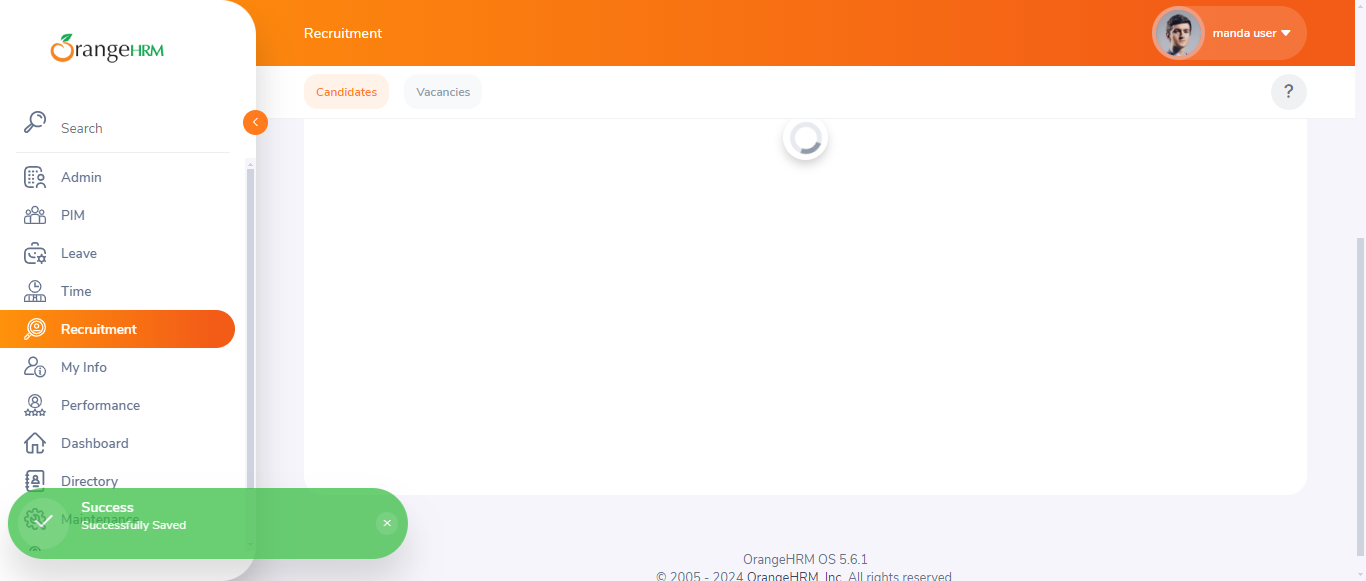 OrangeHRM
Search
Admin
PIM
Leave
Time
Recruitment
My Info
Performance
Dashboard
Directory
Maintenance
Success
Successfully Saved
Recruitment
manda user
Candidates
Vacancies
?
OrangeHRM OS 5.6.1
© 2005 - 2024 OrangeHRM, Inc. All rights reserved.